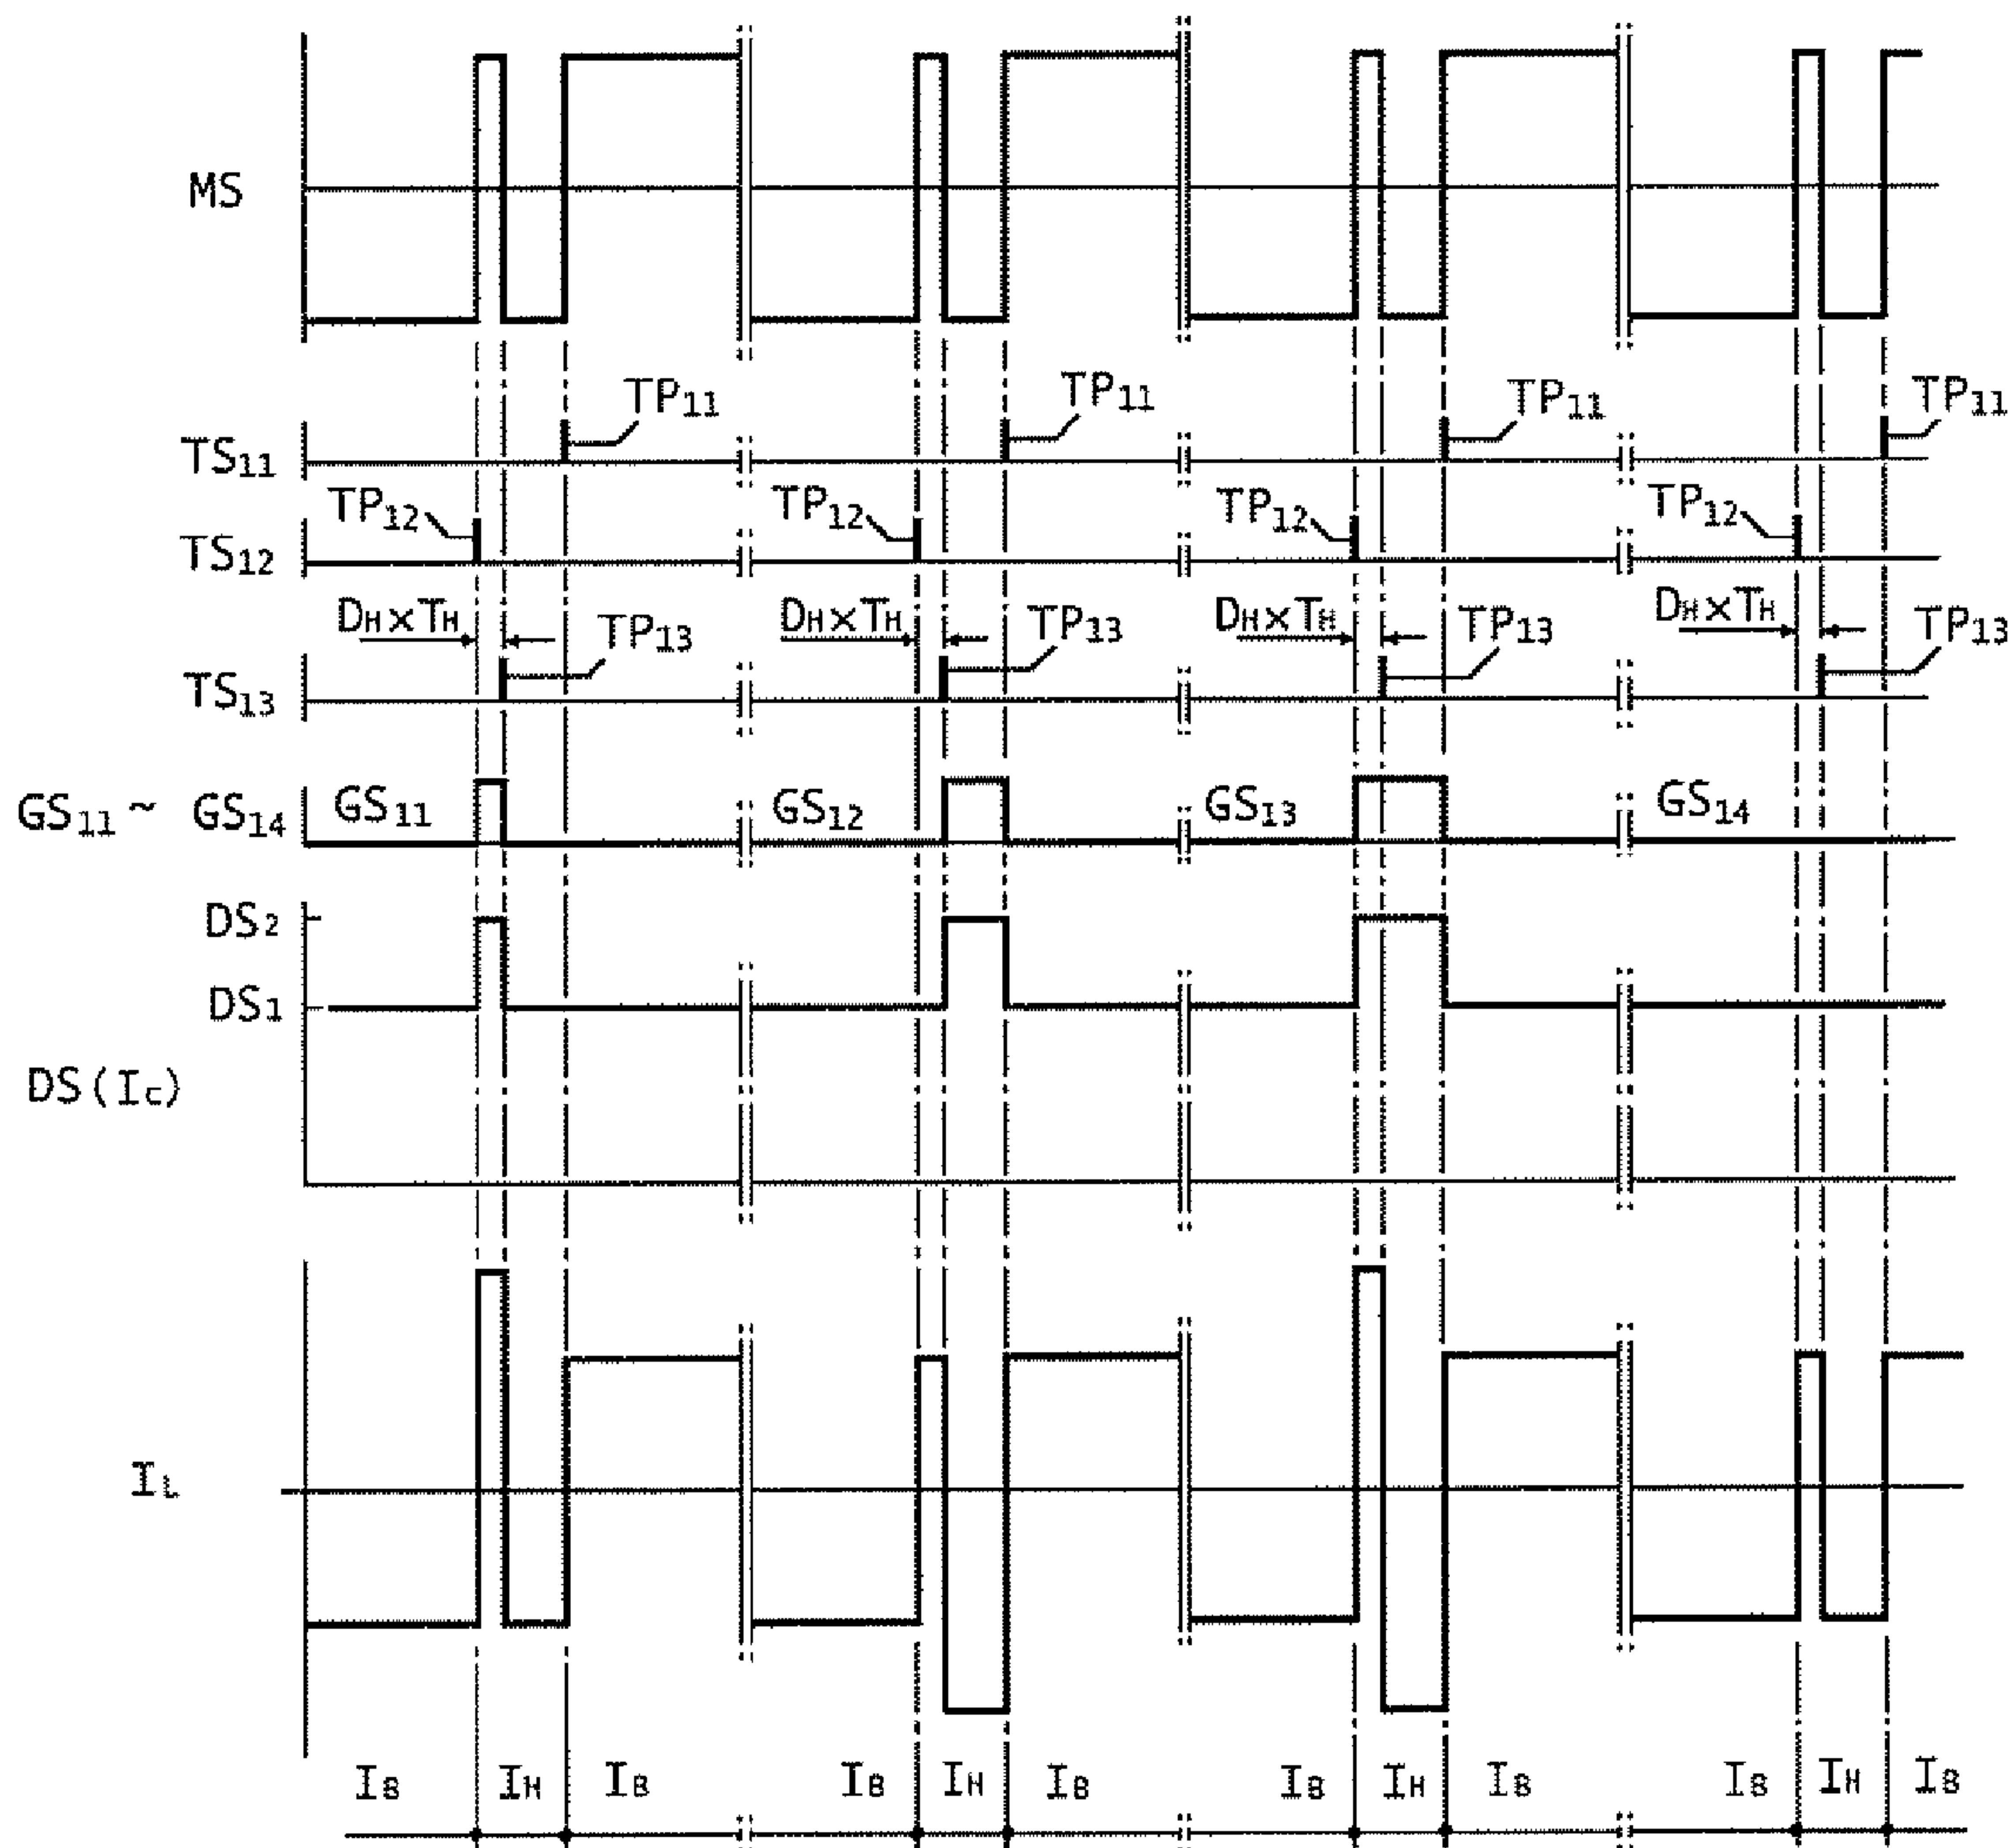 MS
TP₁₁ TP₁₁ TP₁₁ TP₁₁
TS₁₁
TP₁₂ TP₁₂ TP₁₂ TP₁₂
TS₁₂
DH×TH DH×TH DH×TH DH×TH
TP₁₃ TP₁₃ TP₁₃ TP₁₃
TS₁₃
GS₁₁ ~ GS₁₄ GS₁₁ GS₁₂ GS₁₃ GS₁₄
DS₂
DS₁
DS(Ic)
IL
IB IH IB IB IH IB IB IH IB IB IH IB